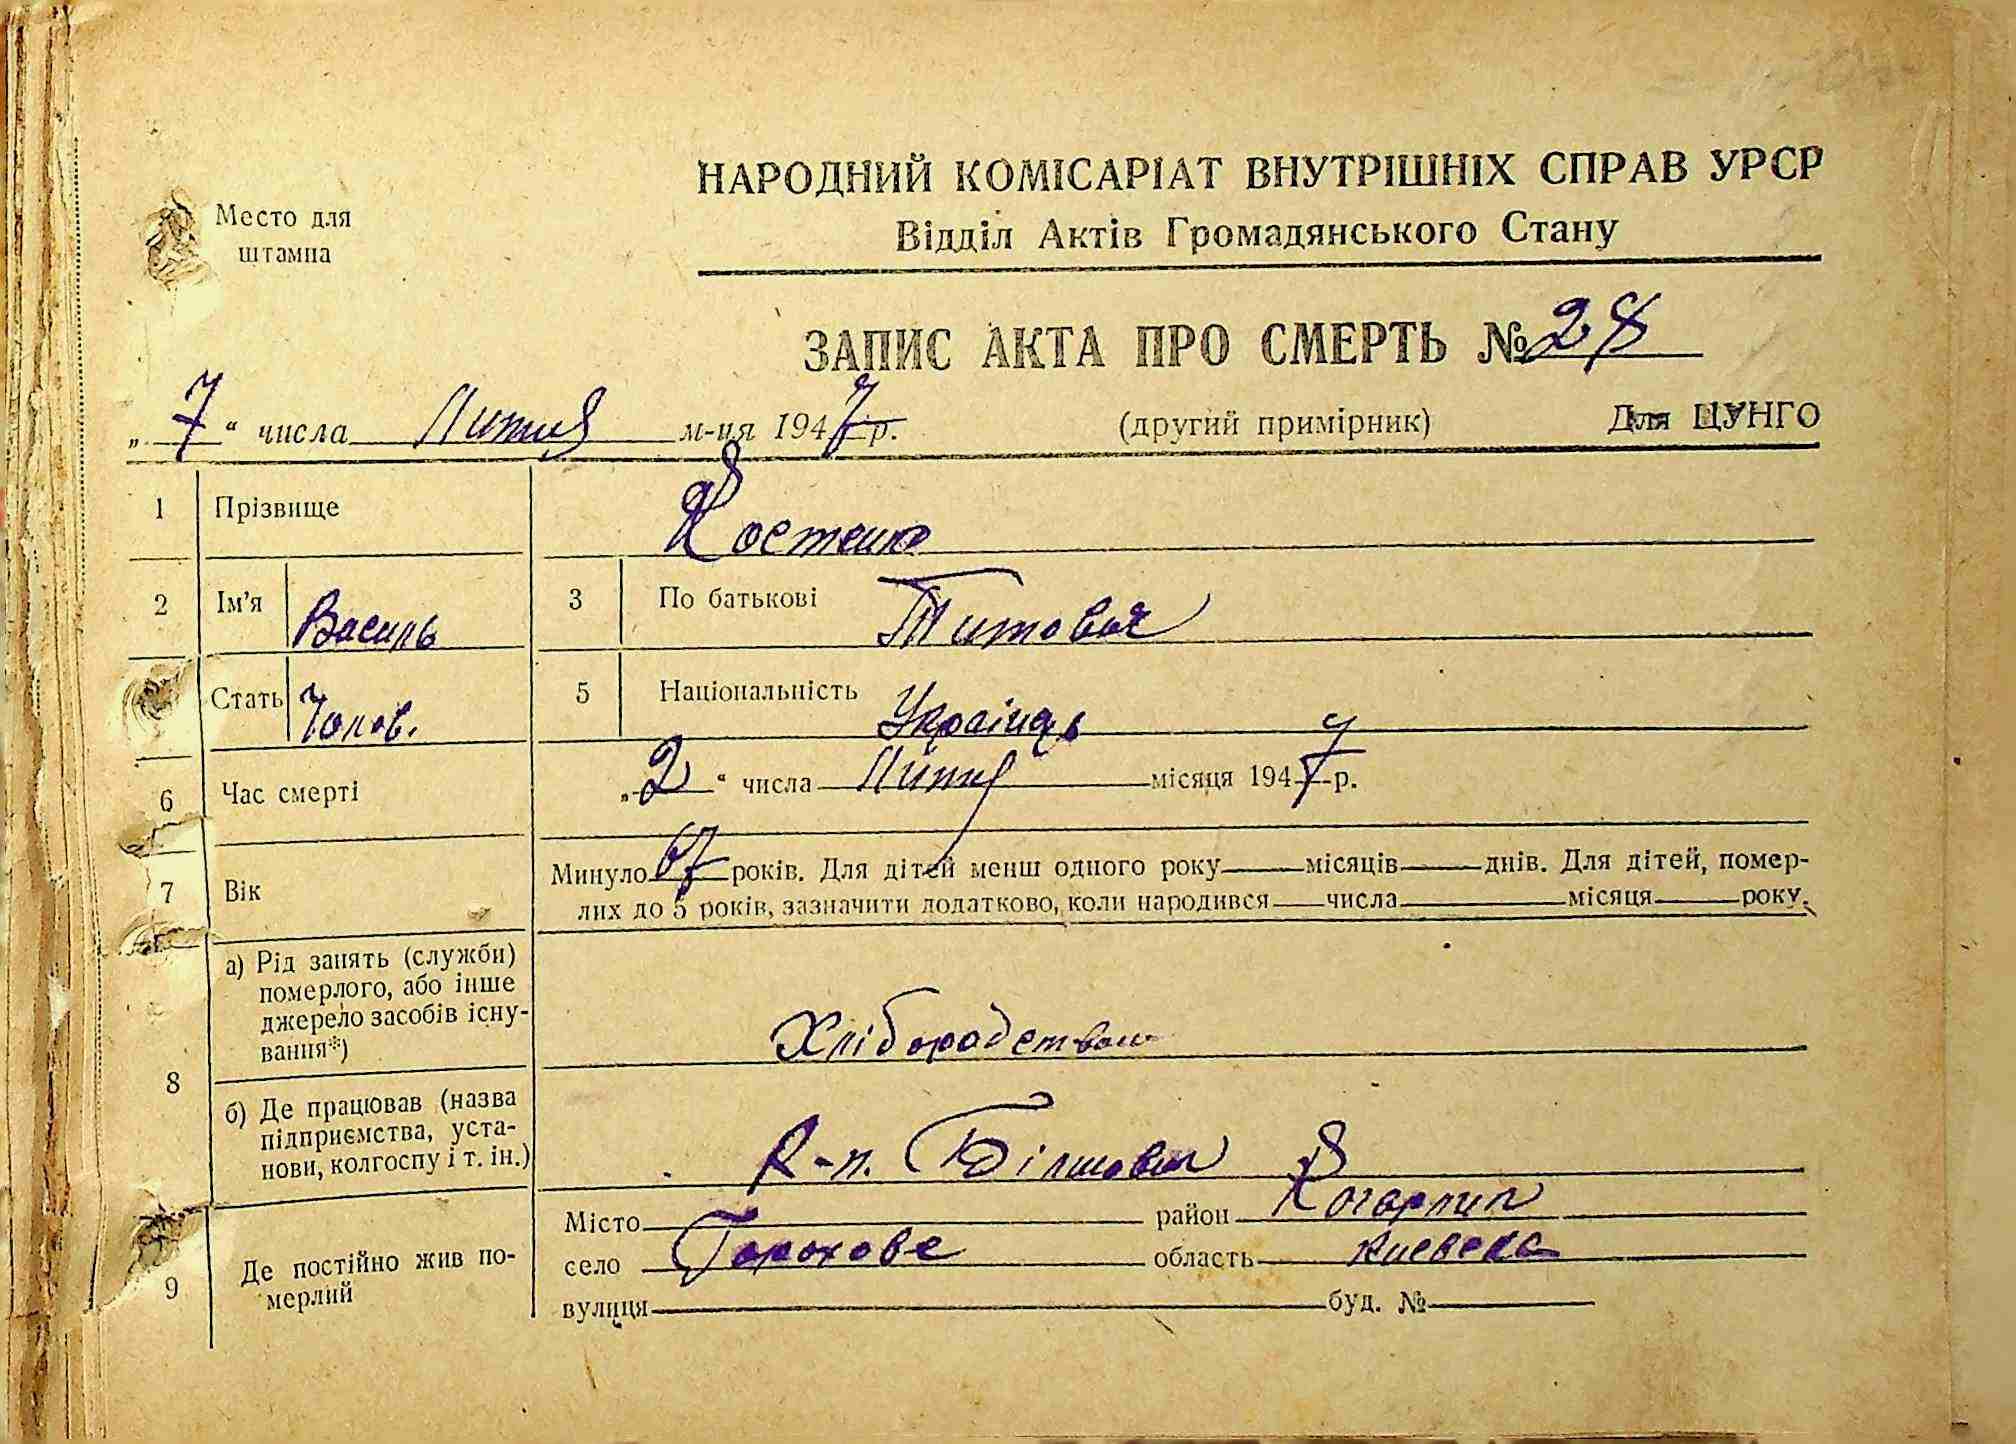 НАРОДНИЙ КОМІСАРІАТ ВНУТРІШНІХ СПРАВ УРСР
Место для штампа
Відділ Актів Громадянського Стану
ЗАПИС АКТА ПРО СМЕРТЬ № 28
„7“ числа Липня м-ця 1947 р. (другий примірник) Для ЦУНГО
1 Прізвище Костенко
2 Ім'я Василь 3 По батькові Титович
Стать Чолов. 5 Національність Українць
6 Час смерті „2“ числа Липня місяця 1947 р.
7 Вік Минуло 67 років. Для дітей менш одного року місяців днів. Для дітей, помер-
лих до 5 років, зазначити додатково, коли народився числа місяця року.
8 а) Рід занять (служби)
померлого, або інше
джерело засобів існу-
вання*)
Хліборобство
б) Де працював (назва
підприємства, уста-
нови, колгоспу і т. ін.)
К-п. Більшовик
9 Де постійно жив по-
мерлий
Місто район Кагарлик
село Горохове область Киевска
вулиця буд. №